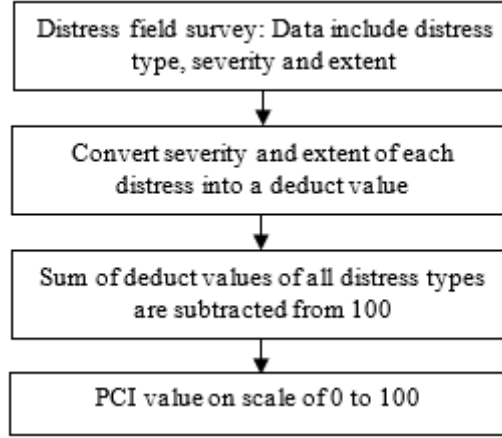 Distress field survey: Data include distress
type, severity and extent
Convert severity and extent of each
distress into a deduct value
Sum of deduct values of all distress types
are subtracted from 100
PCI value on scale of 0 to 100